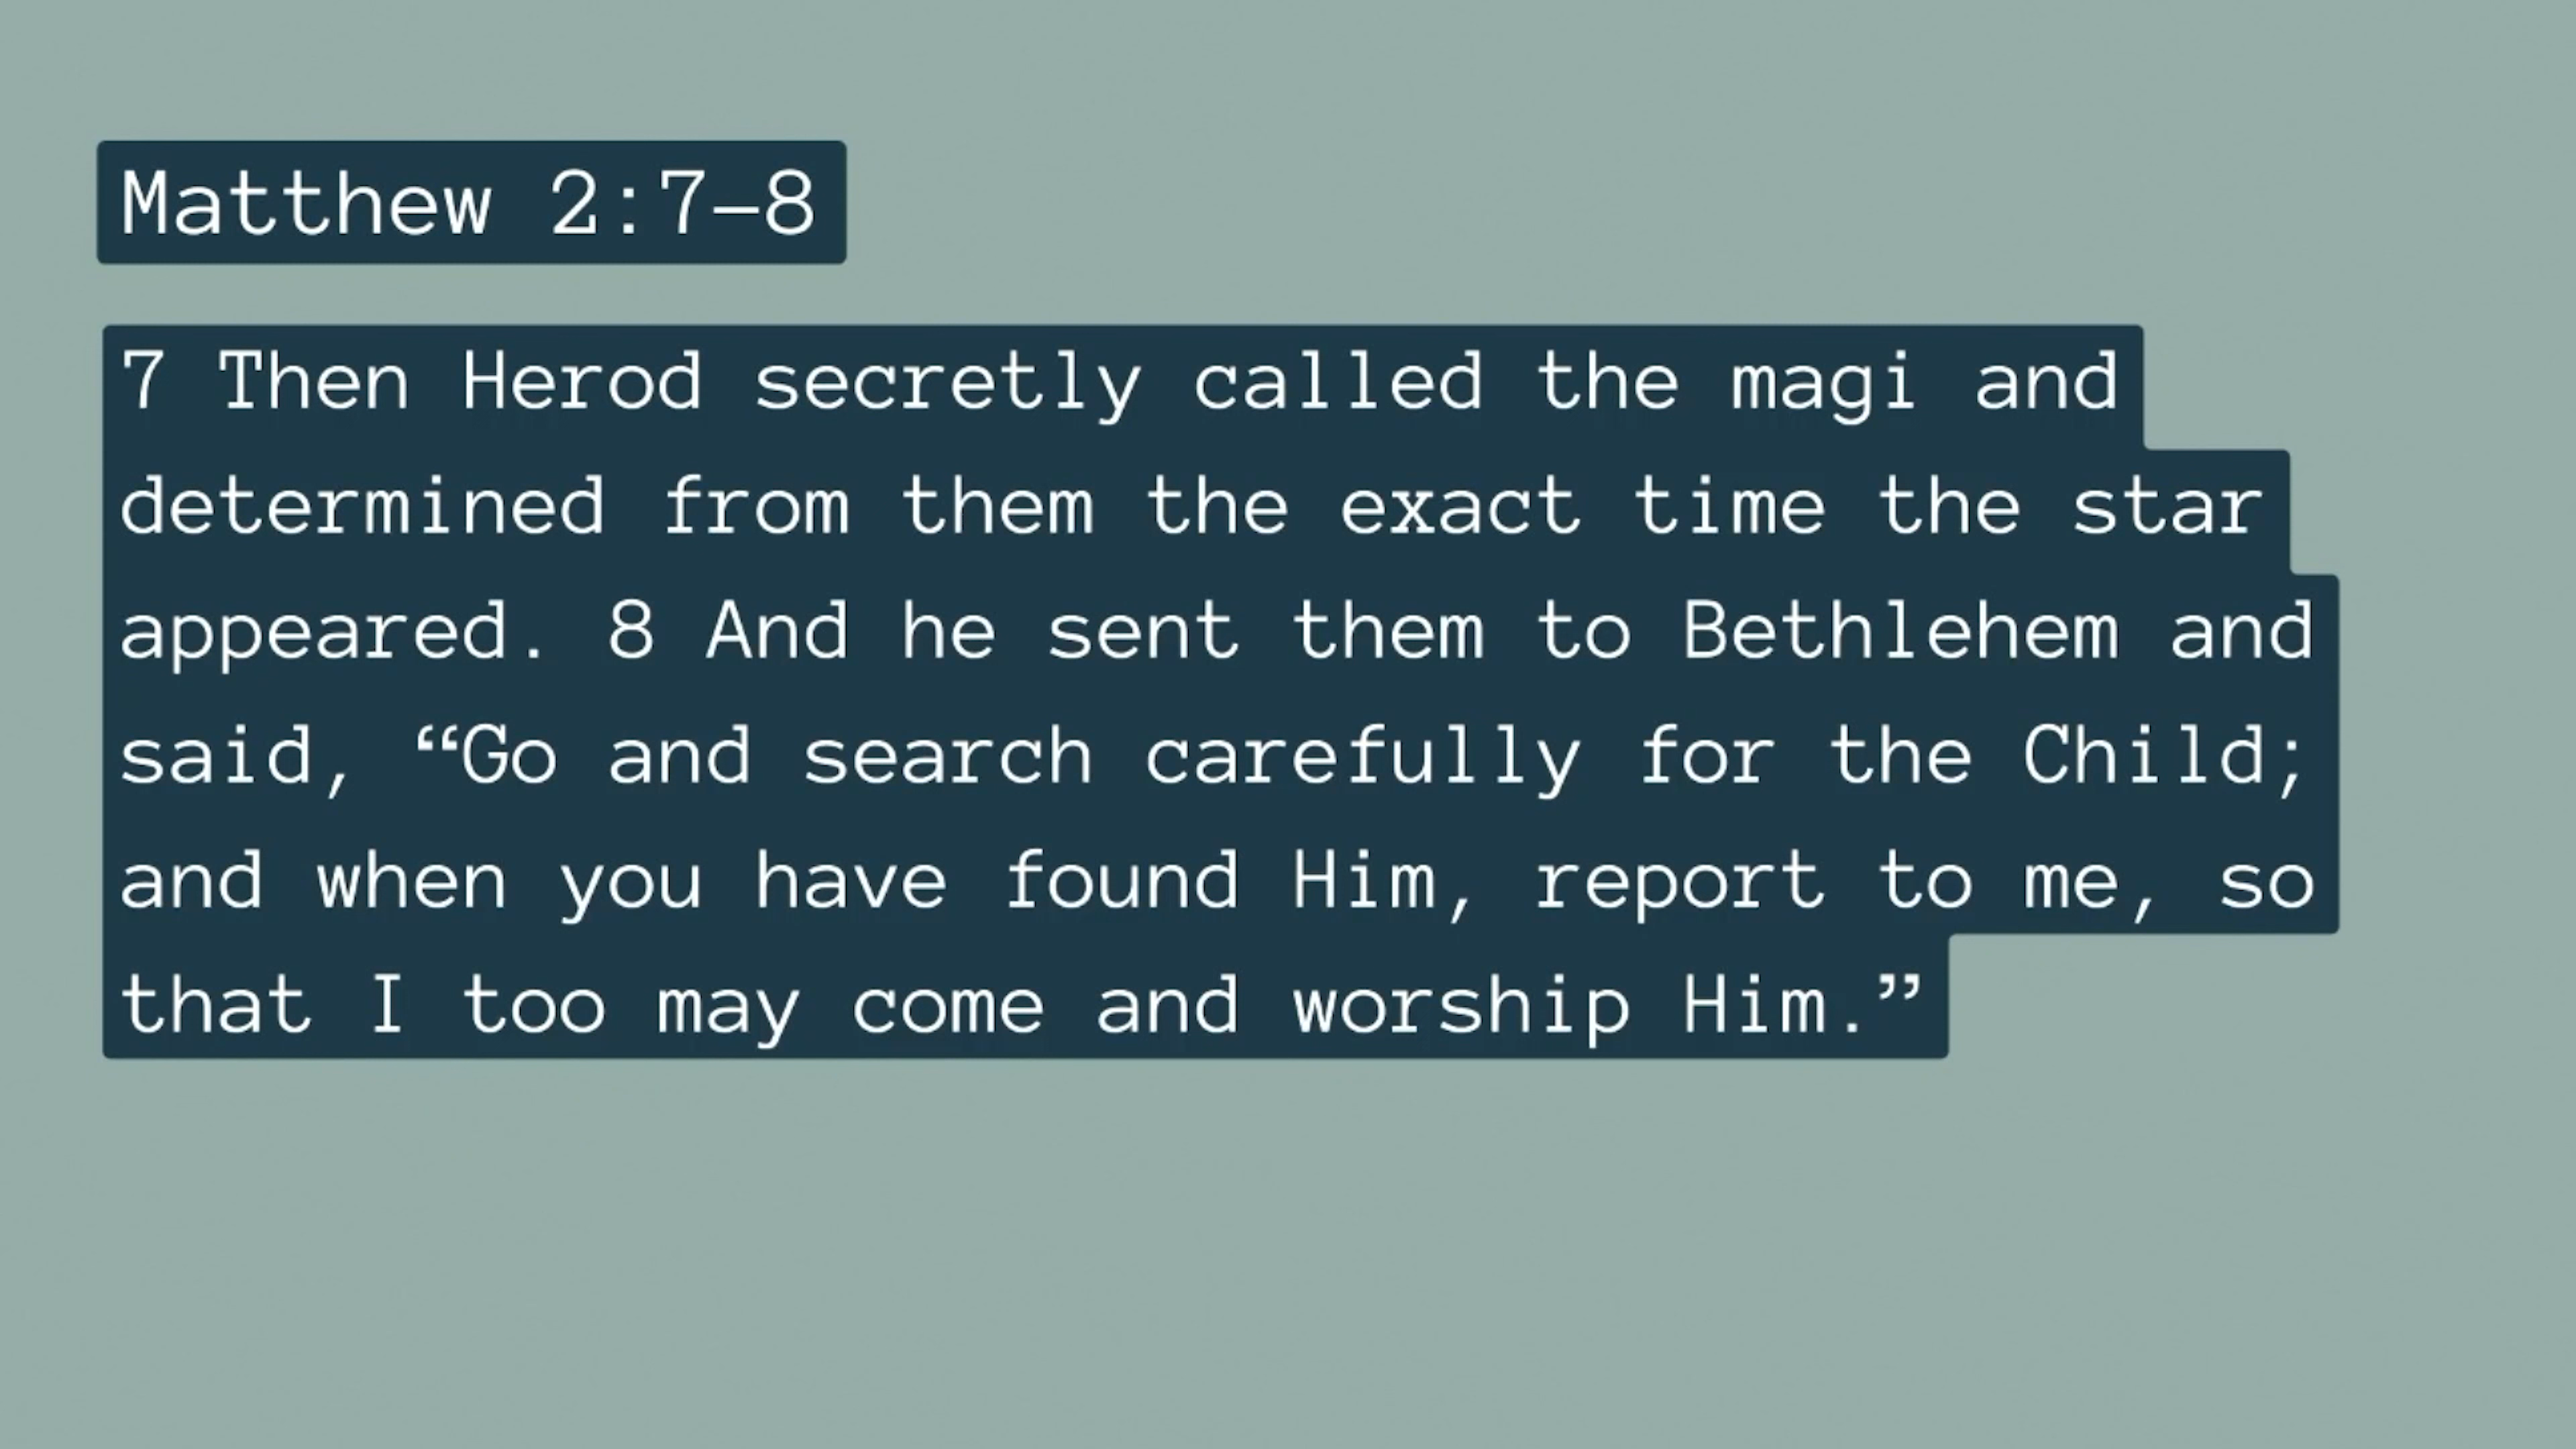 Matthew 2:7–8
7 Then Herod secretly called the magi and
determined from them the exact time the star
appeared. 8 And he sent them to Bethlehem and
said, “Go and search carefully for the Child;
and when you have found Him, report to me, so
that I too may come and worship Him.”